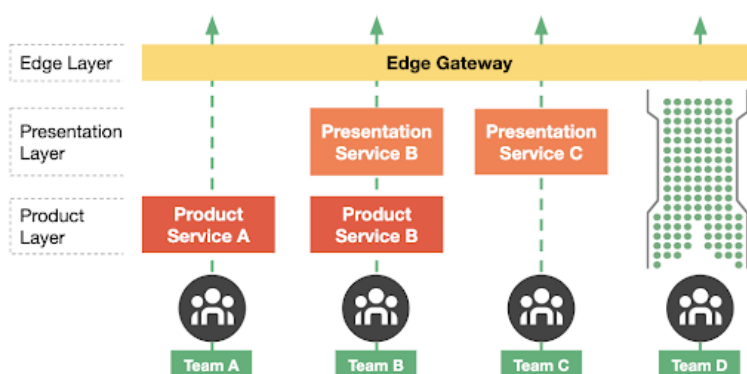 Edge Layer
Edge Gateway
Presentation
Layer
Presentation
Service B
Presentation
Service C
Product
Layer
Product
Service A
Product
Service B
Team A
Team B
Team C
Team D